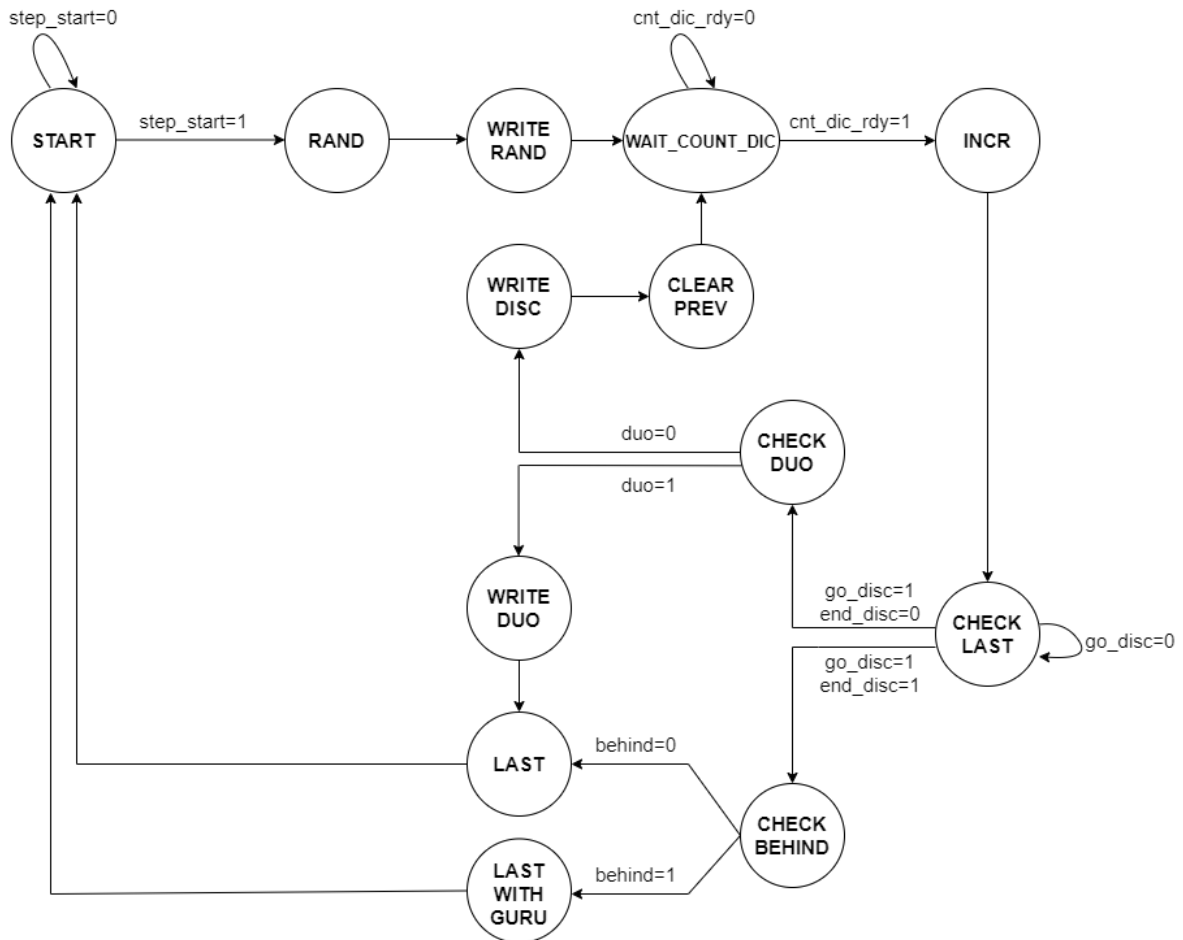 step_start=0
cnt_dic_rdy=0
START
step_start=1
RAND
WRITE
RAND
WAIT_COUNT_DIC
cnt_dic_rdy=1
INCR
WRITE
DISC
CLEAR
PREV
duo=0
CHECK
DUO
duo=1
WRITE
DUO
go_disc=1
end_disc=0
CHECK
LAST
go_disc=0
go_disc=1
end_disc=1
LAST
behind=0
CHECK
BEHIND
LAST
WITH
GURU
behind=1